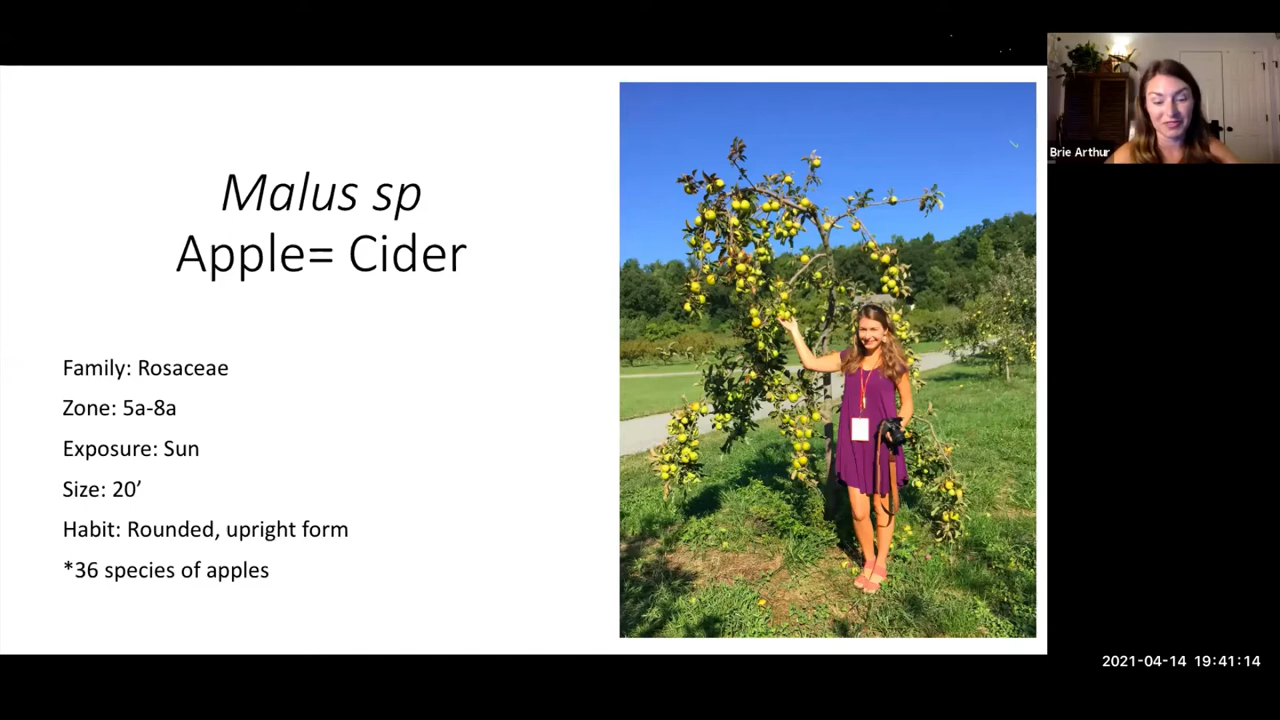 Malus sp
Apple= Cider
Family: Rosaceae
Zone: 5a-8a
Exposure: Sun
Size: 20’
Habit: Rounded, upright form
*36 species of apples
Brie Arthur
2021-04-14 19:41:14